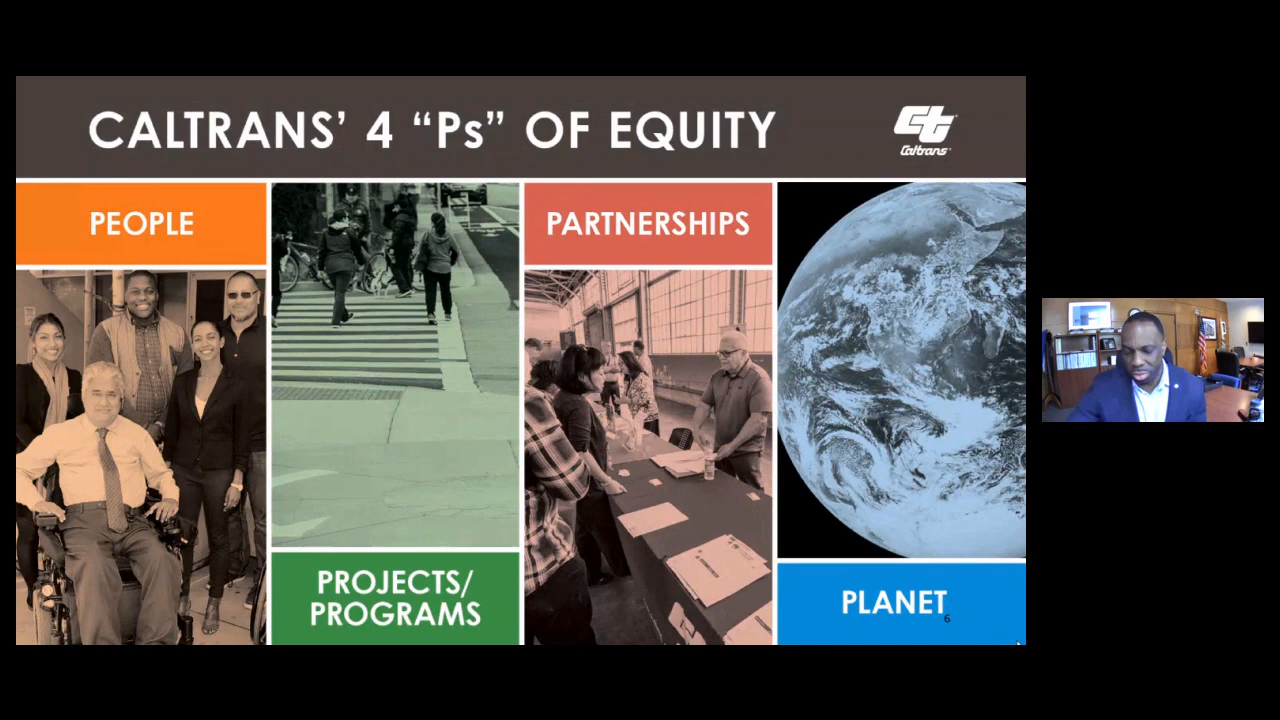 CALTRANS’ 4 “Ps” OF EQUITY
Caltrans
PEOPLE
PROJECTS/
PROGRAMS
PARTNERSHIPS
PLANET
6